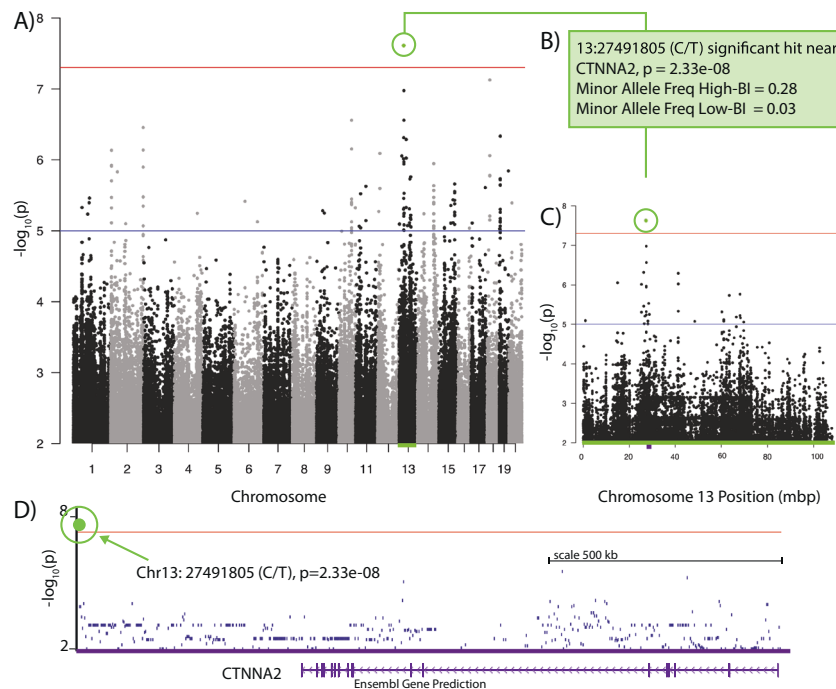 A)
8
7
6
5
4
3
2
-log10(p)
1 2 3 4 5 6 7 8 9 11 13 15 17 19
Chromosome
B)
13:27491805 (C/T) significant hit near
CTNNA2, p = 2.33e-08
Minor Allele Freq High-BI = 0.28
Minor Allele Freq Low-BI = 0.03
C)
8
7
6
5
4
3
2
-log10(p)
0 20 40 60 80 100
Chromosome 13 Position (mbp)
D)
8
2
-log10(p)
Chr13: 27491805 (C/T), p=2.33e-08
scale 500 kb
CTNNA2
Ensembl Gene Prediction